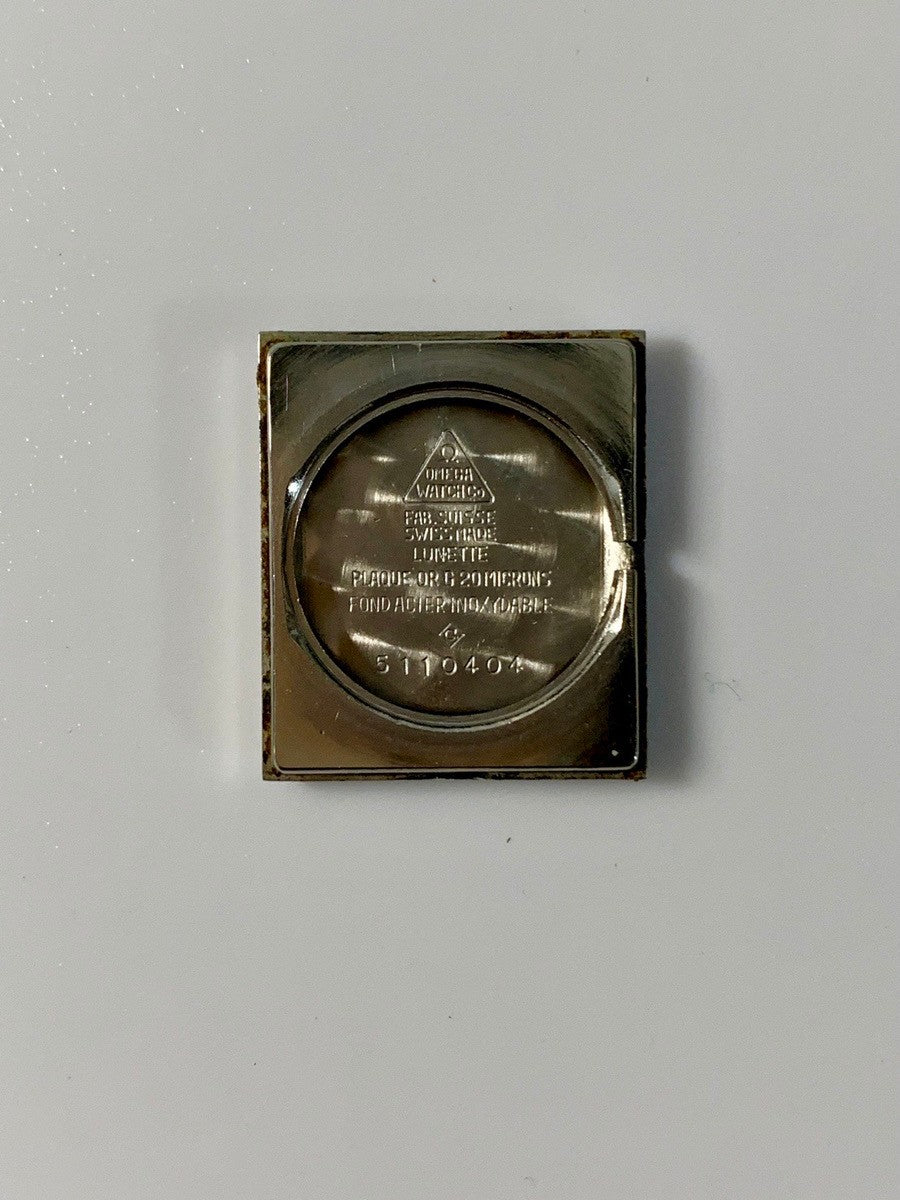 Ω
OMEGA
WATCH Co
FAB. SUISSE
SWISS MADE
LUNETTE
PLAQUE OR G 20 MICRONS
FOND ACIER INOXYDABLE
C
5110404